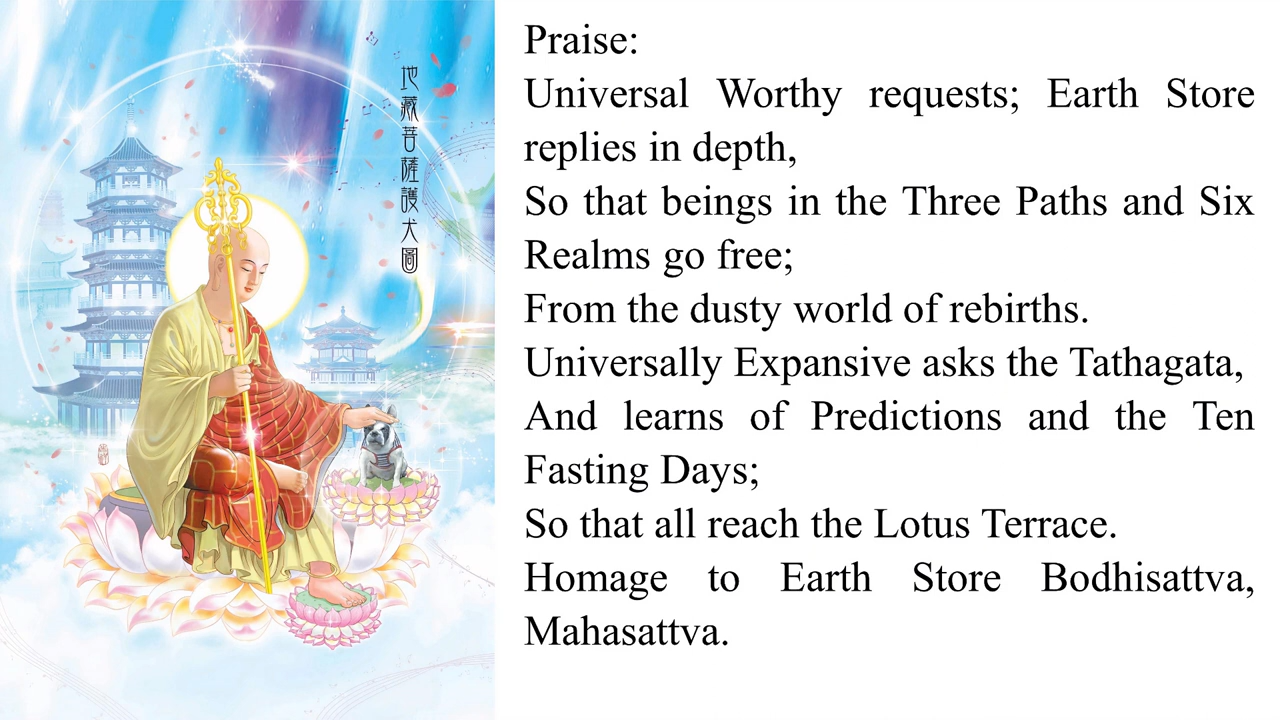 地藏菩薩護犬圖
Praise:
Universal Worthy requests; Earth Store
replies in depth,
So that beings in the Three Paths and Six
Realms go free;
From the dusty world of rebirths.
Universally Expansive asks the Tathagata,
And learns of Predictions and the Ten
Fasting Days;
So that all reach the Lotus Terrace.
Homage to Earth Store Bodhisattva,
Mahasattva.